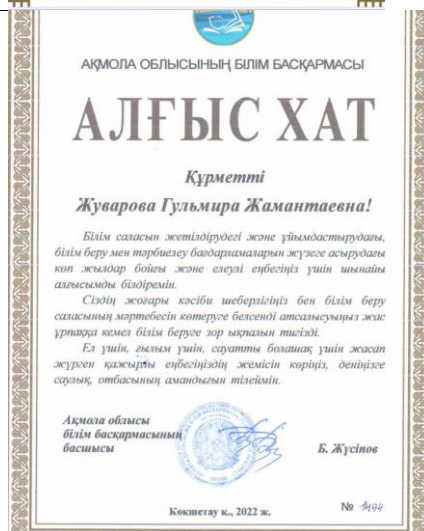 АҚМОЛА ОБЛЫСЫНЫҢ БІЛІМ БАСҚАРМАСЫ
АЛҒЫС ХАТ
Құрметті
Жуварова Гульмира Жамантаевна!
Білім саласын жетілдірудегі және ұйымдастырудағы,
білім беру мен тәрбиелеу бағдарламаларын жүзеге асырудағы
көп жылдар бойғы және елеулі еңбегіңіз үшін шынайы
алғысымды білдіремін.
Сіздің жоғары кәсіби шеберлігіңіз бен білім беру
саласының мәртебесін көтеруге белсенді атсалысуыңыз жас
ұрпаққа кемел білім беруге зор ықпалын тигізді.
Ел үшін, ғылым үшін, сауатты болашақ үшін жасап
жүрген қажырлы еңбегіңіздің жемісін көріңіз, деніңізге
саулық, отбасының амандығын тілеймін.
Ақмола облысы
білім басқармасының
басшысы
Б. Жүсіпов
Көкшетау қ., 2022 ж.
№ 1494